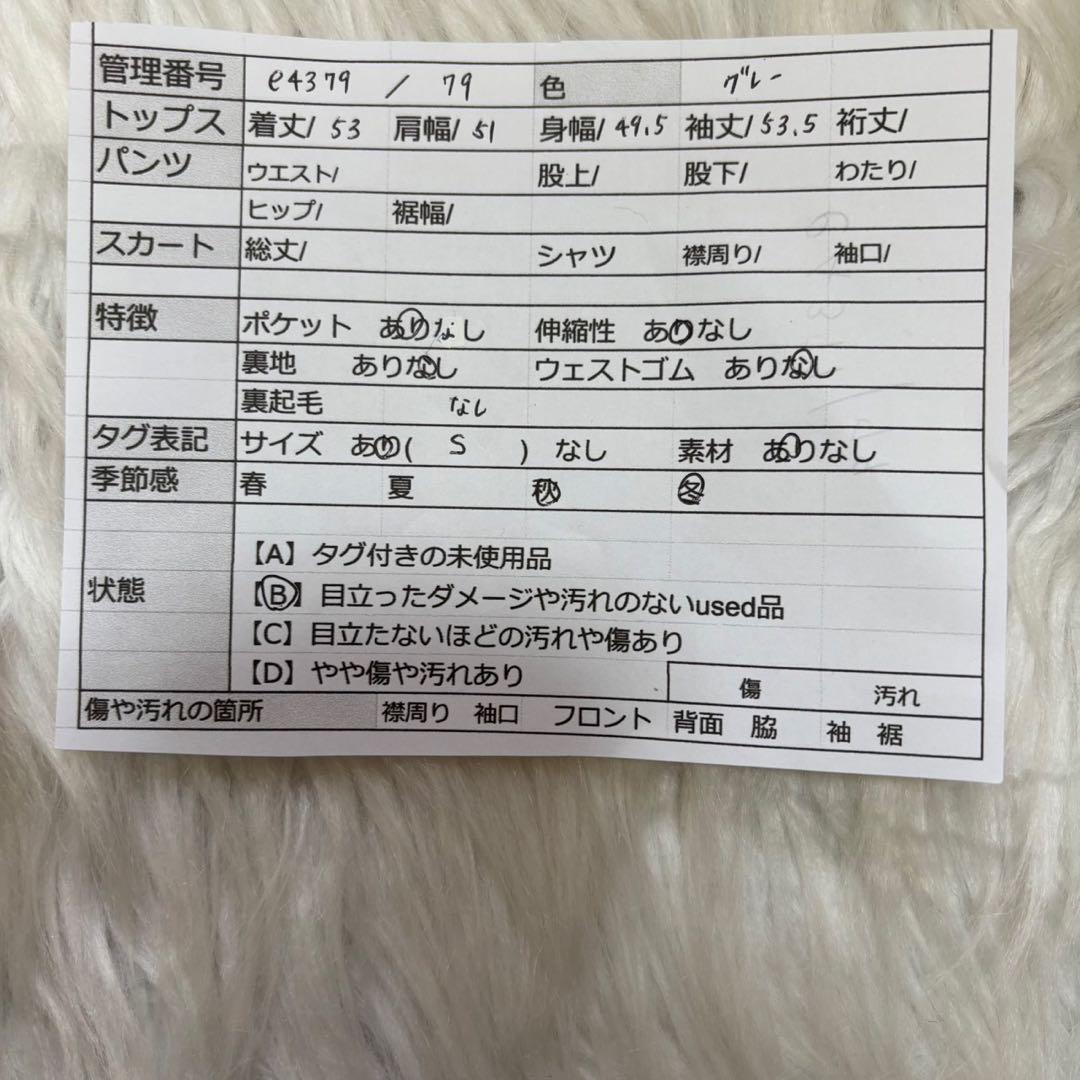 管理番号 e4379 / 79 色 グレー
トップス 着丈/ 53 肩幅/ 51 身幅/ 49.5 袖丈/ 53.5 裄丈/
パンツ ウエスト/ 股上/ 股下/ わたり/
ヒップ/ 裾幅/
スカート 総丈/ シャツ 襟周り/ 袖口/
特徴 ポケット ありなし 伸縮性 ありなし
裏地 ありなし ウェストゴム ありなし
裏起毛 なし
タグ表記 サイズ あり( S ) なし 素材 ありなし
季節感 春 夏 秋 冬
【A】タグ付きの未使用品
状態 【B】目立ったダメージや汚れのないused品
【C】目立たないほどの汚れや傷あり
【D】やや傷や汚れあり 傷 汚れ
傷や汚れの箇所 襟周り 袖口 フロント 背面 脇 袖 裾